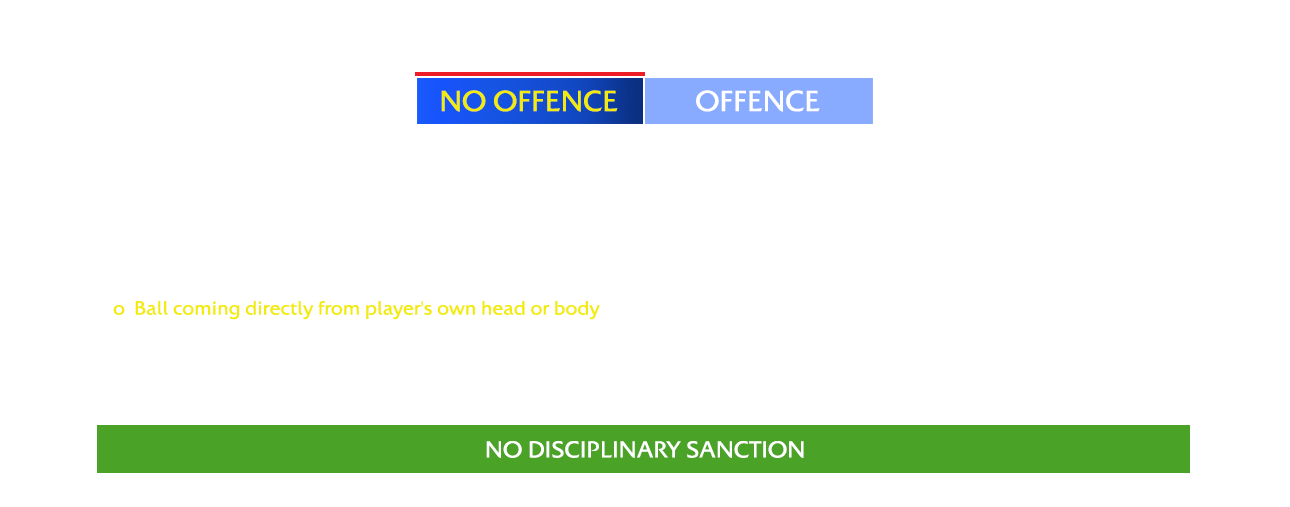 NO OFFENCE
OFFENCE
o Ball coming directly from player's own head or body
NO DISCIPLINARY SANCTION